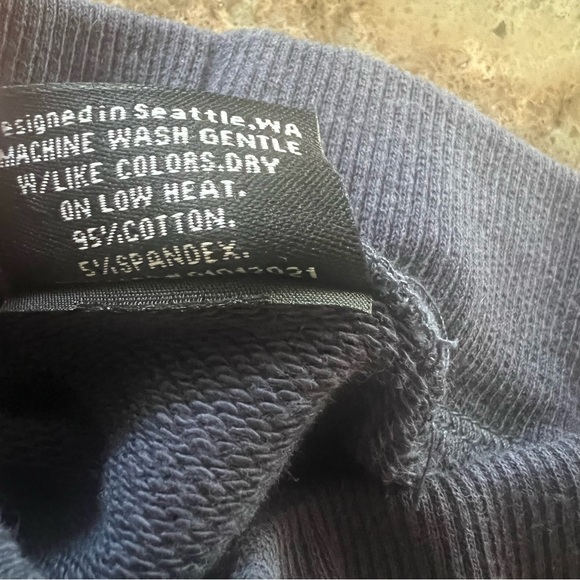 esigned in Seattle,WA
MACHINE WASH GENTLE
W/LIKE COLORS.DRY
ON LOW HEAT.
95%COTTON.
5%SPANDEX.